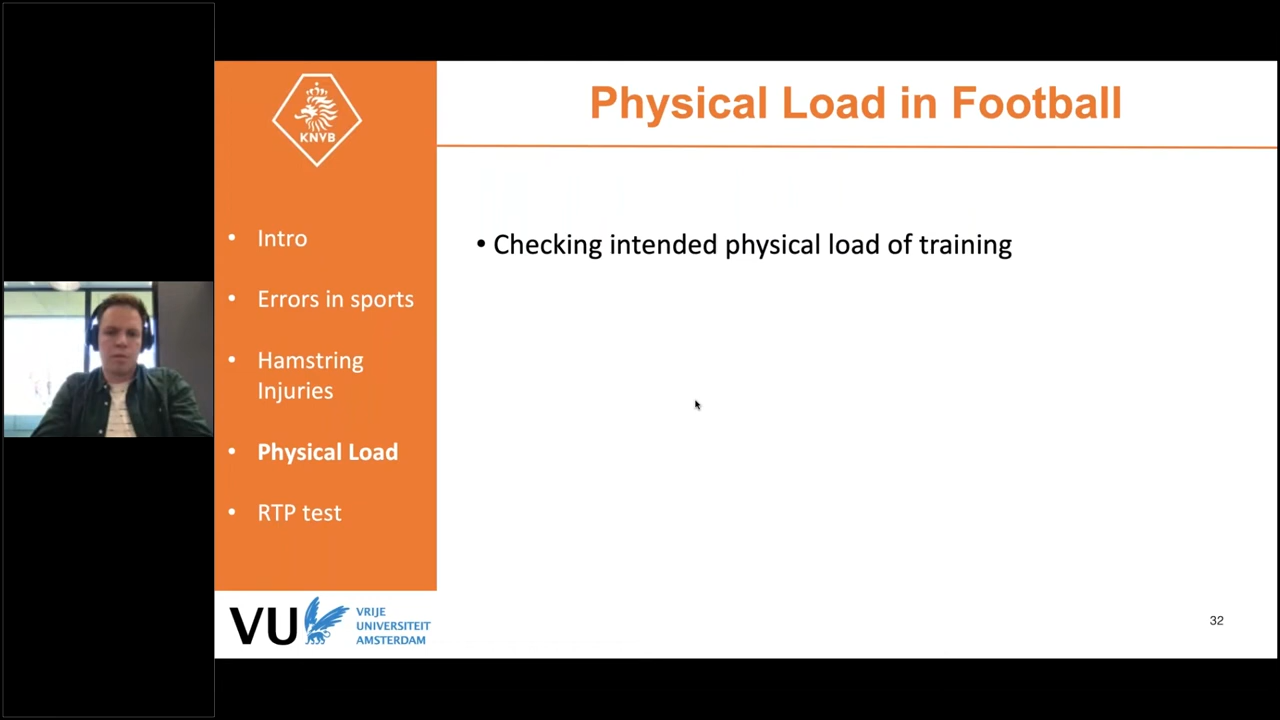 Physical Load in Football
KNVB
• Intro
• Errors in sports
• Hamstring
Injuries
• Physical Load
• RTP test
• Checking intended physical load of training
VU
VRIJE
UNIVERSITEIT
AMSTERDAM
32